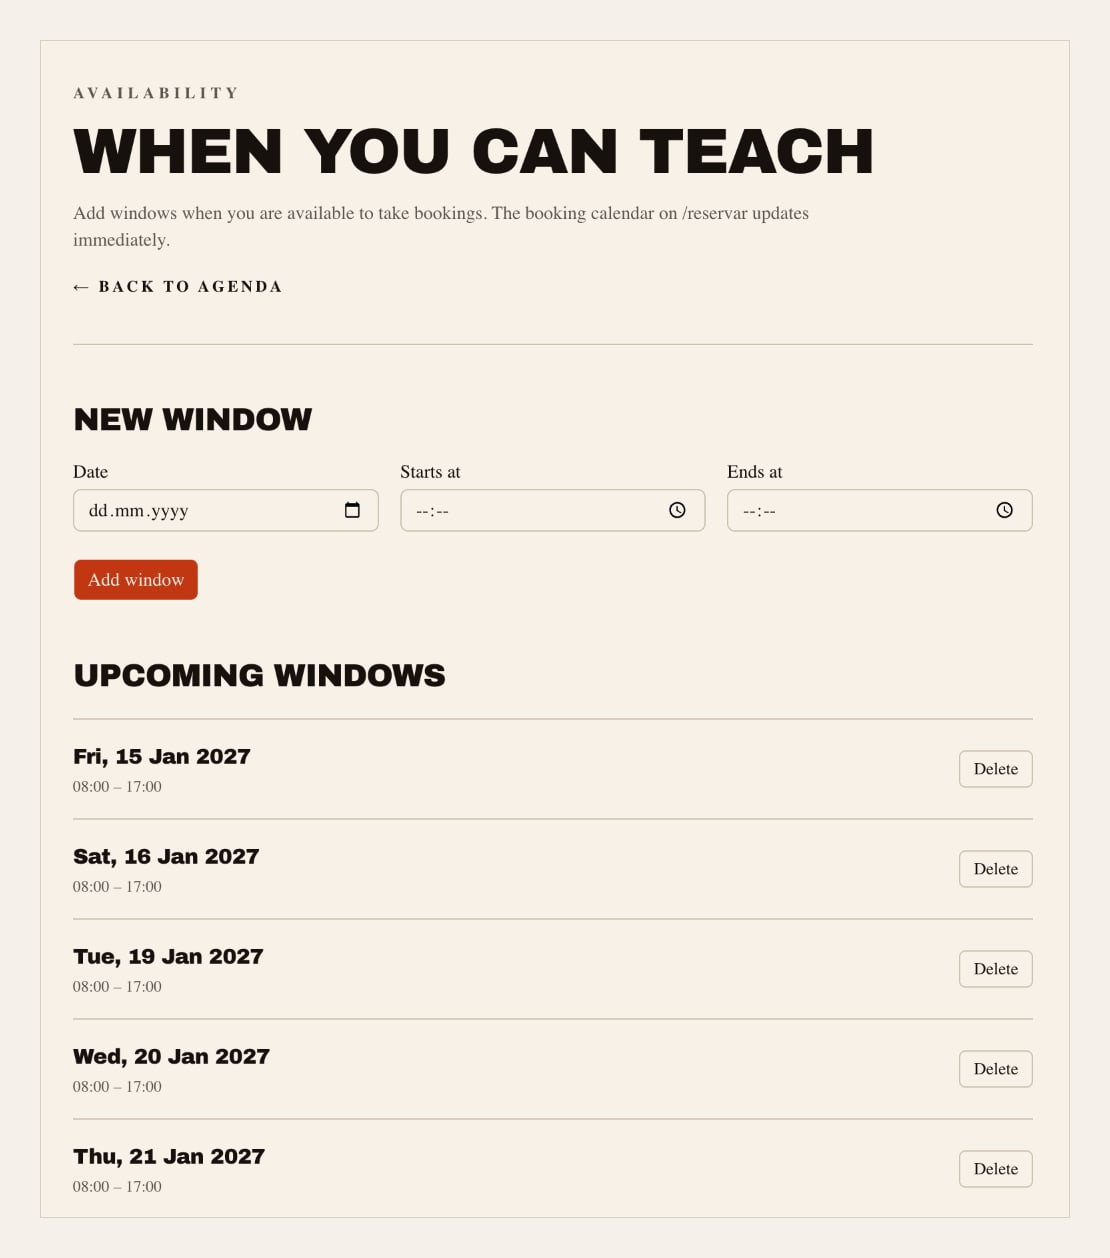 AVAILABILITY
WHEN YOU CAN TEACH
Add windows when you are available to take bookings. The booking calendar on /reservar updates
immediately.
← BACK TO AGENDA
NEW WINDOW
Date
Starts at
Ends at
dd.mm.yyyy
--:--
--:--
Add window
UPCOMING WINDOWS
Fri, 15 Jan 2027
08:00 – 17:00
Delete
Sat, 16 Jan 2027
08:00 – 17:00
Delete
Tue, 19 Jan 2027
08:00 – 17:00
Delete
Wed, 20 Jan 2027
08:00 – 17:00
Delete
Thu, 21 Jan 2027
08:00 – 17:00
Delete